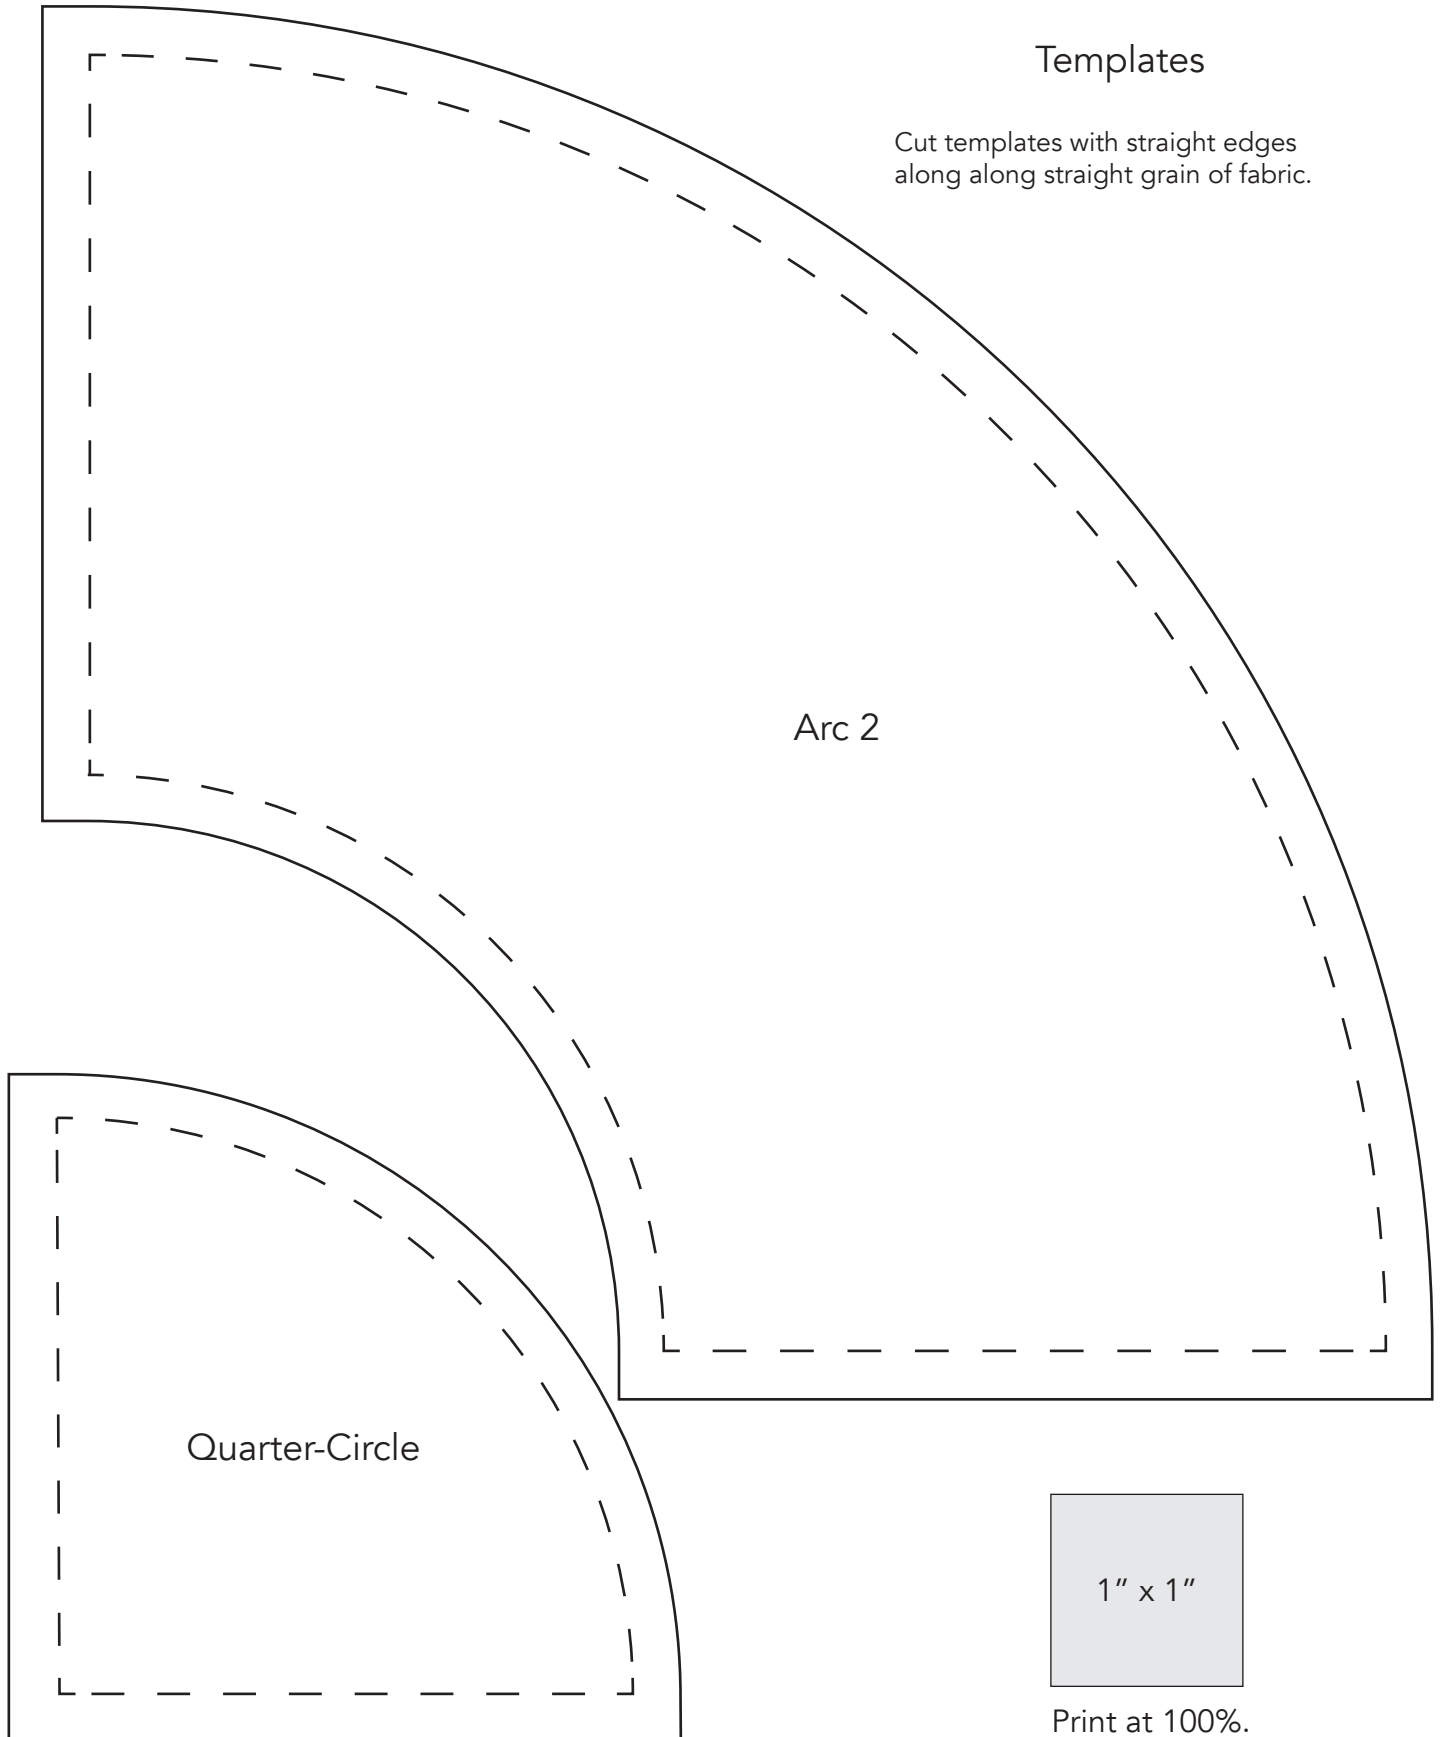 Templates
Cut templates with straight edges
along along straight grain of fabric.
Arc 2
Quarter-Circle
1” x 1”
Print at 100%.